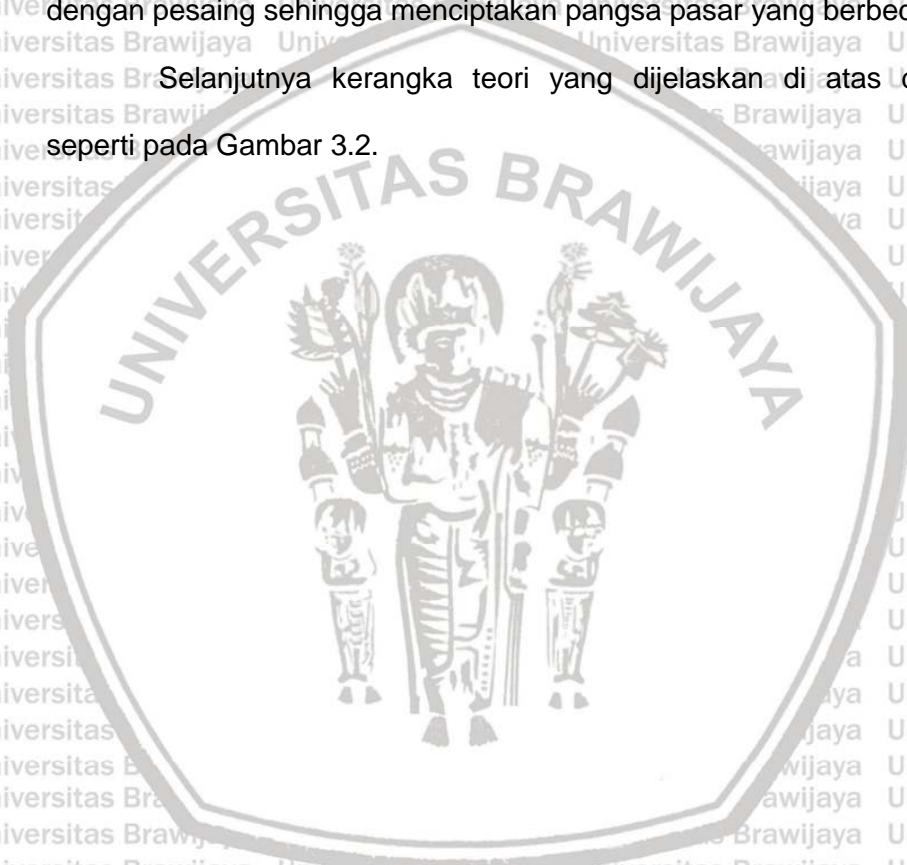 dengan pesaing sehingga menciptakan pangsa pasar yang
Selanjutnya kerangka teori yang dijelaskan di atas
seperti pada Gambar 3.2.
UNIVERSITAS BRAWIJAYA